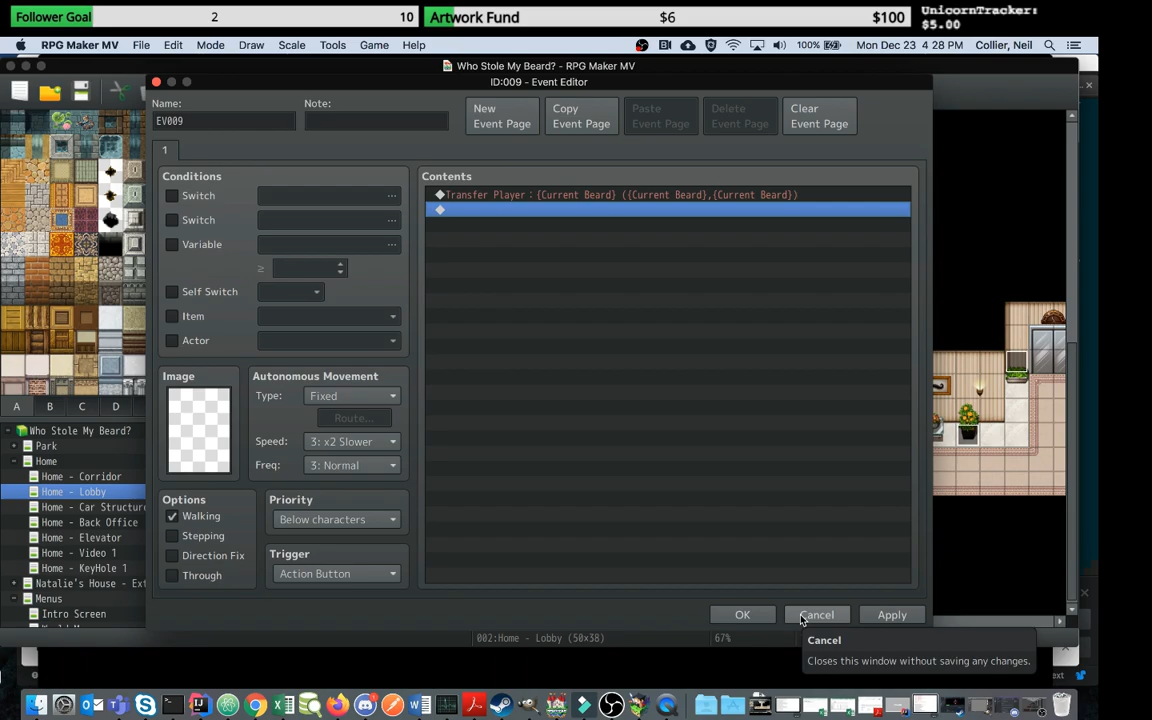 Follower Goal 2 10 Artwork Fund $6 $100 UnicornTracker:
$5.00
RPG Maker MV File Edit Mode Draw Scale Tools Game Help 100% Mon Dec 23 4:28 PM Collier, Neil
Who Stole My Beard? - RPG Maker MV
ID:009 - Event Editor
Name: Note:
EV009
New
Event Page
Copy
Event Page
Paste
Event Page
Delete
Event Page
Clear
Event Page
1
Conditions
Switch ...
Switch ...
Variable ...
≥
Self Switch
Item
Actor
Contents
◆Transfer Player：{Current Beard} ({Current Beard},{Current Beard})
◆
Image
Autonomous Movement
Type: Fixed
Route...
Speed: 3: x2 Slower
Freq: 3: Normal
Options
Walking
Stepping
Direction Fix
Through
Priority
Below characters
Trigger
Action Button
OK Cancel Apply
Cancel
Closes this window without saving any changes.
A B C D
Who Stole My Beard?
Park
Home
Home - Corridor
Home - Lobby
Home - Car Structur
Home - Back Office
Home - Elevator
Home - Video 1
Home - KeyHole 1
Natalie's House - Ext
Menus
Intro Screen
002:Home - Lobby (50x38) 67%
ext